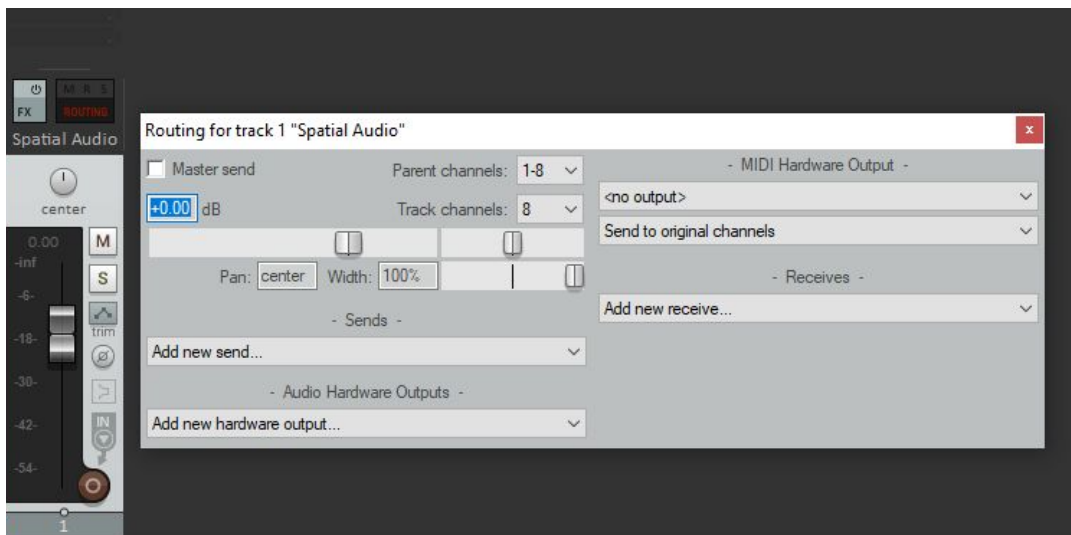 M R S
FX
ROUTING
Spatial Audio
center
0.00
M
-inf
S
-6-
trim
-18-
-30-
-42-
IN
-54-
1
Routing for track 1 "Spatial Audio"
x
Master send
Parent channels: 1-8
+0.00 dB
Track channels: 8
Pan: center Width: 100%
- Sends -
Add new send...
- Audio Hardware Outputs -
Add new hardware output...
- MIDI Hardware Output -
<no output>
Send to original channels
- Receives -
Add new receive...